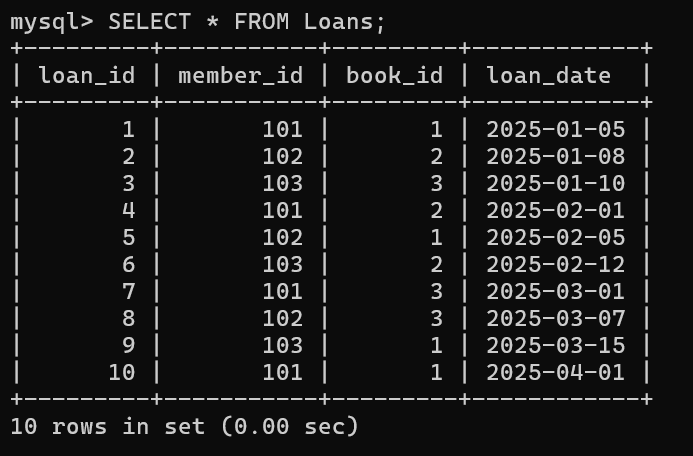 mysql> SELECT * FROM Loans;
+---------+-----------+---------+------------+
| loan_id | member_id | book_id | loan_date  |
+---------+-----------+---------+------------+
|       1 |       101 |       1 | 2025-01-05 |
|       2 |       102 |       2 | 2025-01-08 |
|       3 |       103 |       3 | 2025-01-10 |
|       4 |       101 |       2 | 2025-02-01 |
|       5 |       102 |       1 | 2025-02-05 |
|       6 |       103 |       2 | 2025-02-12 |
|       7 |       101 |       3 | 2025-03-01 |
|       8 |       102 |       3 | 2025-03-07 |
|       9 |       103 |       1 | 2025-03-15 |
|      10 |       101 |       1 | 2025-04-01 |
+---------+-----------+---------+------------+
10 rows in set (0.00 sec)